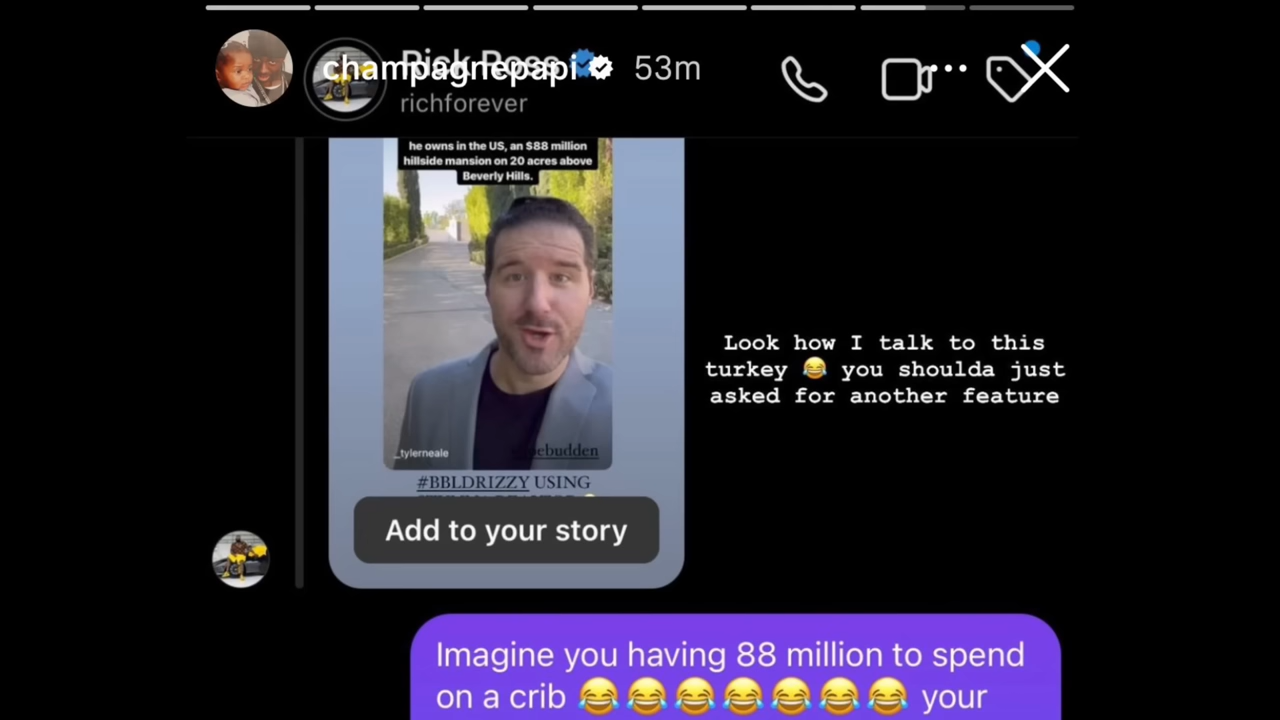 Rick Ross
champagnepapi 53m
richforever
he owns in the US, an $88 million
hillside mansion on 20 acres above
Beverly Hills.
Look how I talk to this
turkey 😂 you shoulda just
asked for another feature
_tylerneale
#BBLDRIZZY USING
Add to your story
Imagine you having 88 million to spend
on a crib 😂😂😂😂😂😂😂 your